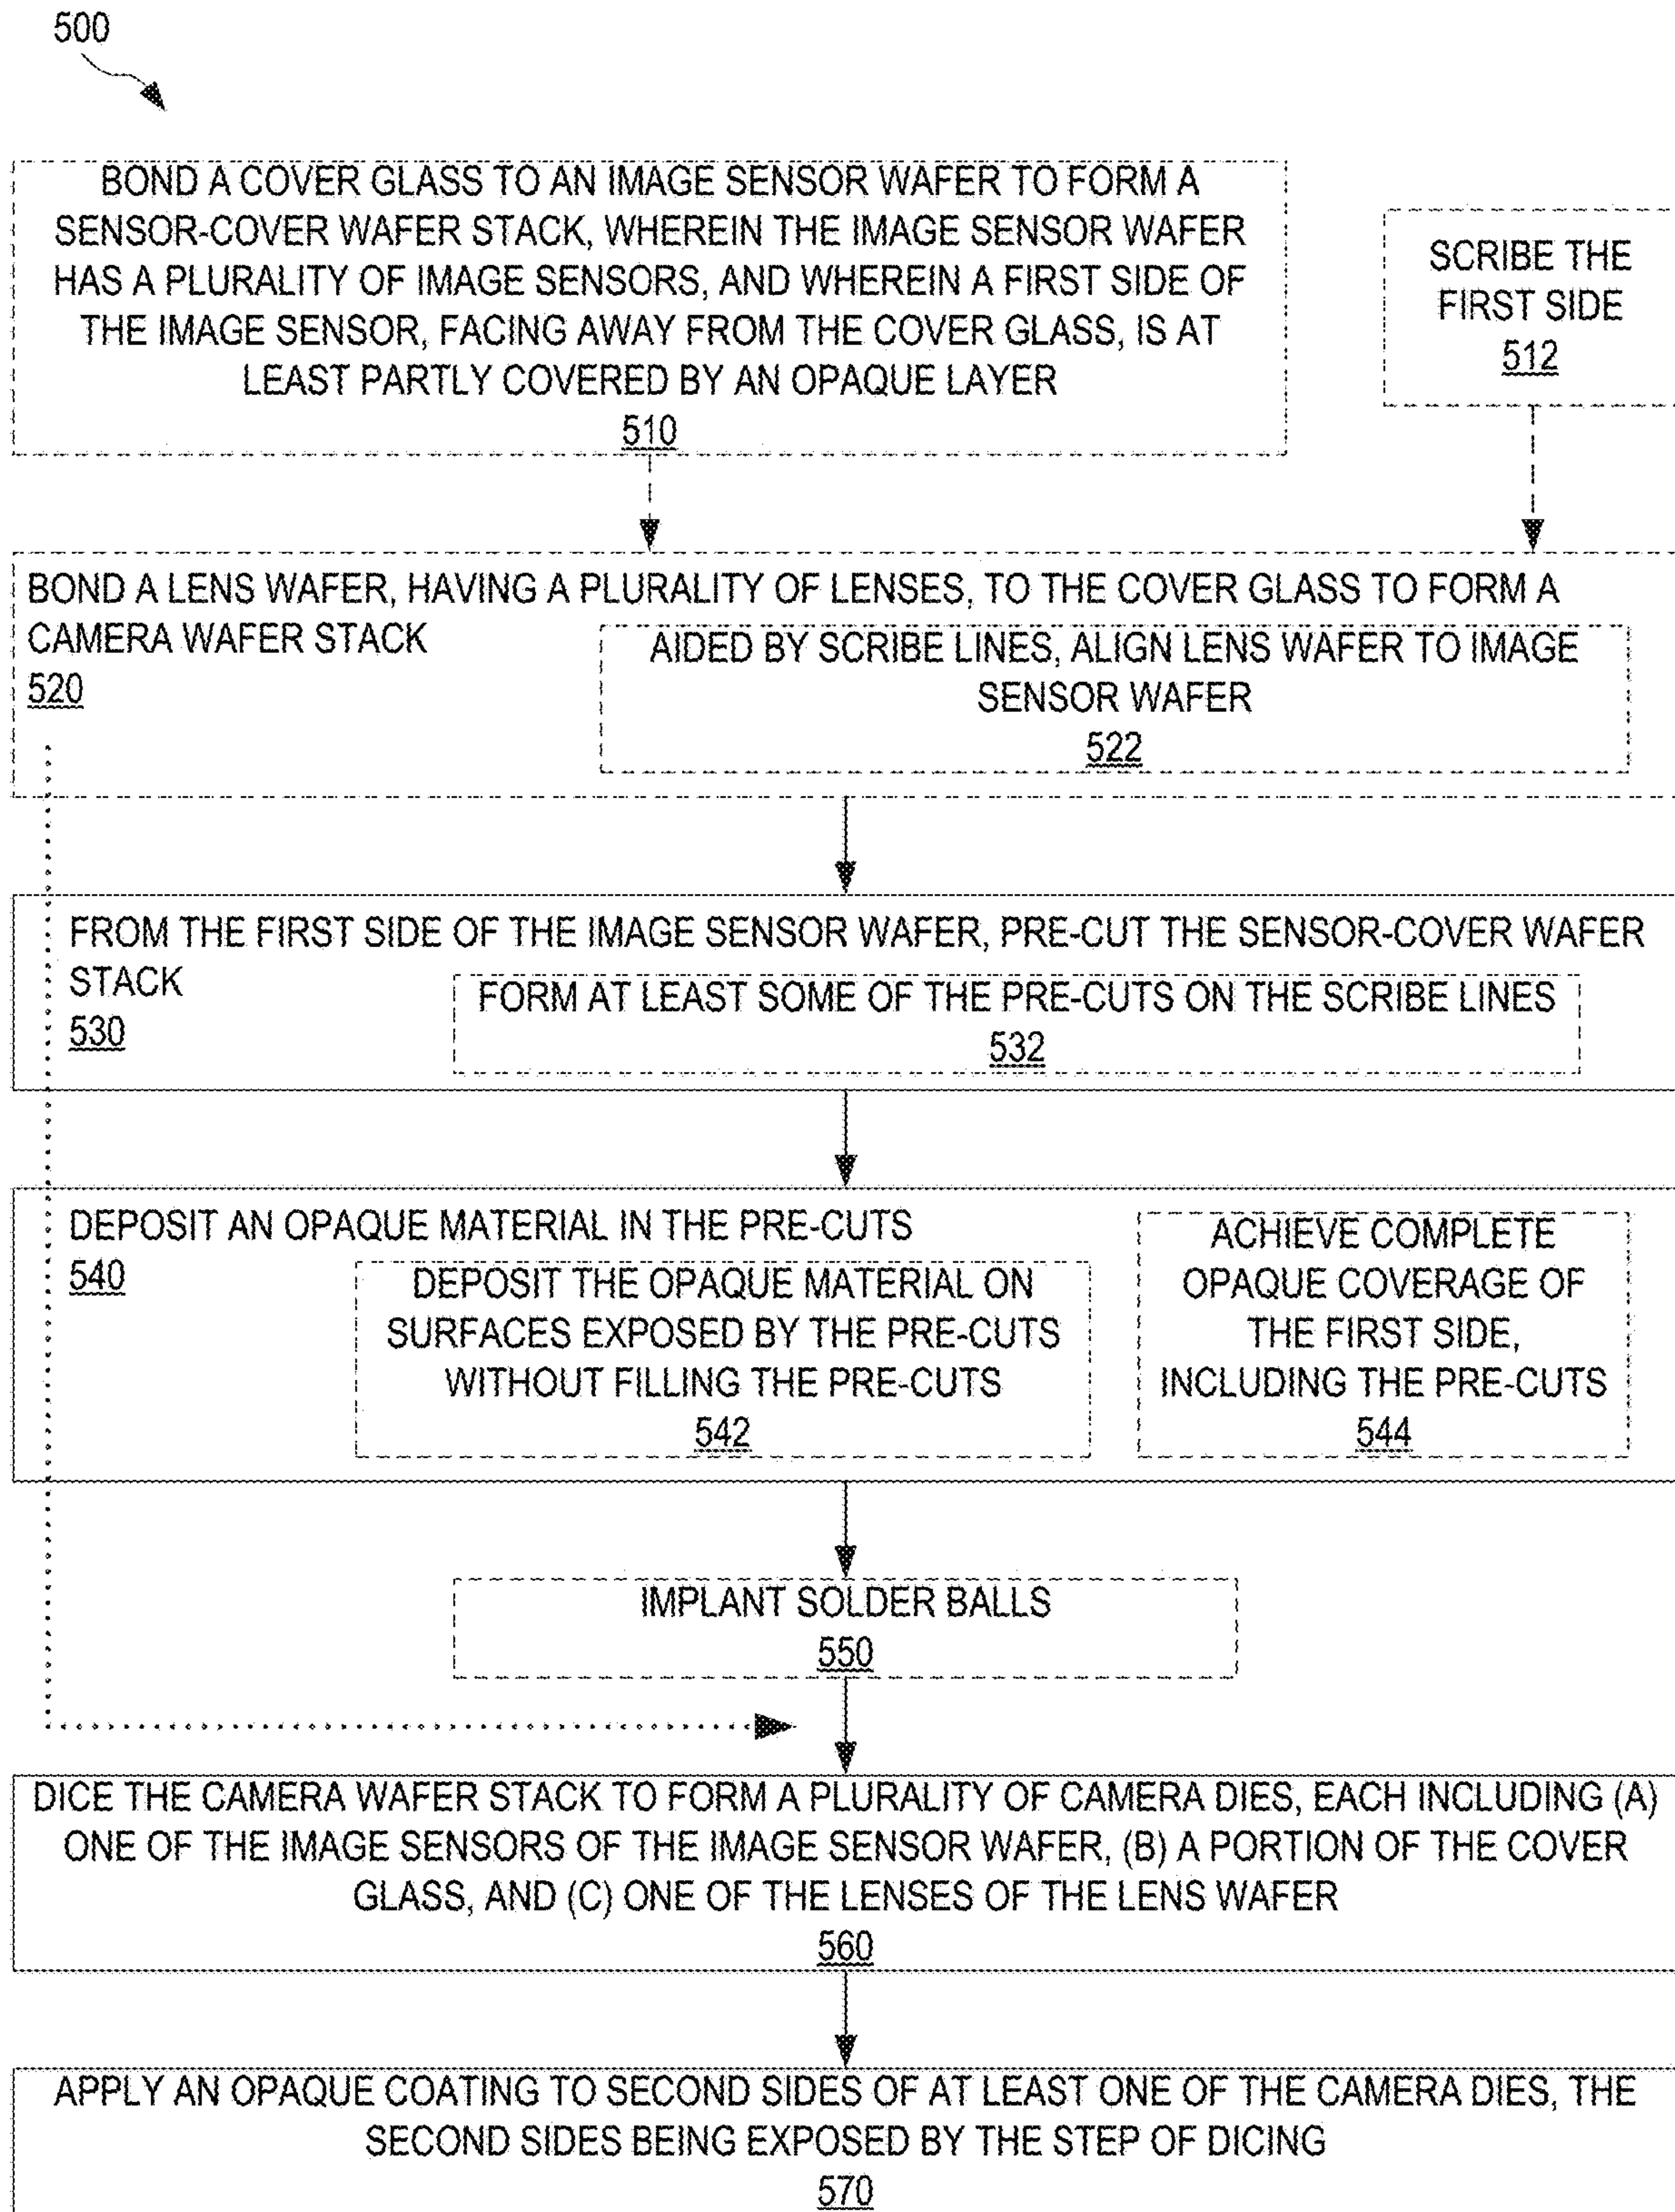 500
BOND A COVER GLASS TO AN IMAGE SENSOR WAFER TO FORM A
SENSOR-COVER WAFER STACK, WHEREIN THE IMAGE SENSOR WAFER
HAS A PLURALITY OF IMAGE SENSORS, AND WHEREIN A FIRST SIDE OF
THE IMAGE SENSOR, FACING AWAY FROM THE COVER GLASS, IS AT
LEAST PARTLY COVERED BY AN OPAQUE LAYER
510
SCRIBE THE
FIRST SIDE
512
BOND A LENS WAFER, HAVING A PLURALITY OF LENSES, TO THE COVER GLASS TO FORM A
CAMERA WAFER STACK
520
AIDED BY SCRIBE LINES, ALIGN LENS WAFER TO IMAGE
SENSOR WAFER
522
FROM THE FIRST SIDE OF THE IMAGE SENSOR WAFER, PRE-CUT THE SENSOR-COVER WAFER
STACK
530
FORM AT LEAST SOME OF THE PRE-CUTS ON THE SCRIBE LINES
532
DEPOSIT AN OPAQUE MATERIAL IN THE PRE-CUTS
540
DEPOSIT THE OPAQUE MATERIAL ON
SURFACES EXPOSED BY THE PRE-CUTS
WITHOUT FILLING THE PRE-CUTS
542
ACHIEVE COMPLETE
OPAQUE COVERAGE OF
THE FIRST SIDE,
INCLUDING THE PRE-CUTS
544
IMPLANT SOLDER BALLS
550
DICE THE CAMERA WAFER STACK TO FORM A PLURALITY OF CAMERA DIES, EACH INCLUDING (A)
ONE OF THE IMAGE SENSORS OF THE IMAGE SENSOR WAFER, (B) A PORTION OF THE COVER
GLASS, AND (C) ONE OF THE LENSES OF THE LENS WAFER
560
APPLY AN OPAQUE COATING TO SECOND SIDES OF AT LEAST ONE OF THE CAMERA DIES, THE
SECOND SIDES BEING EXPOSED BY THE STEP OF DICING
570